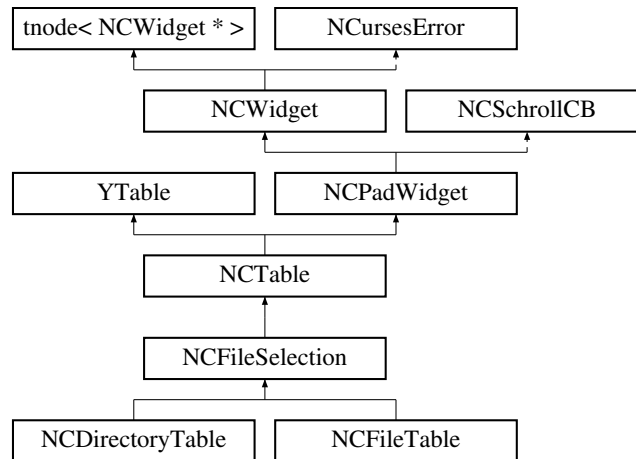 tnode< NCWidget * >
NCursesError
NCWidget
NCSchrollCB
YTable
NCPadWidget
NCTable
NCFileSelection
NCDirectoryTable
NCFileTable